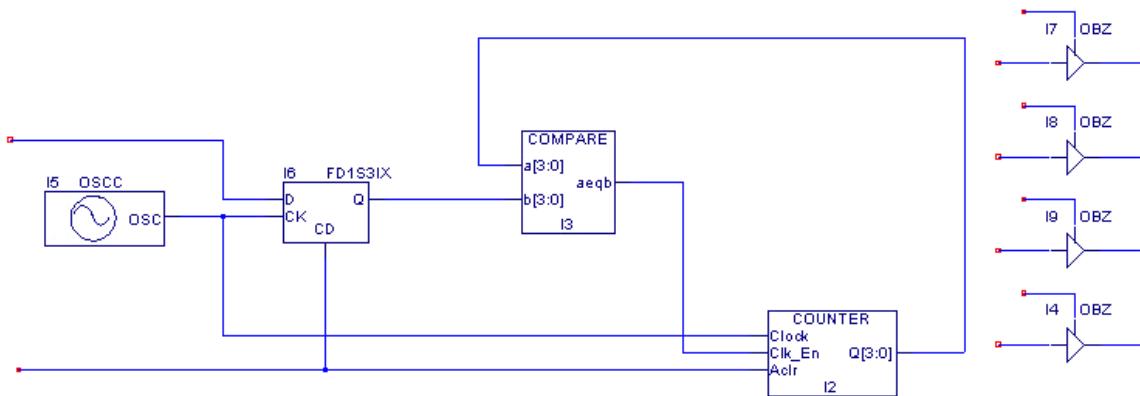 I7 OBZ
I8 OBZ
I9 OBZ
I4 OBZ
COMPARE
a[3:0]
aeqb
b[3:0]
I3
I6 FD1S3IX
D Q
CK
CD
I5 OSCC
OSC
COUNTER
Clock
Clk_En Q[3:0]
Aclr
I2